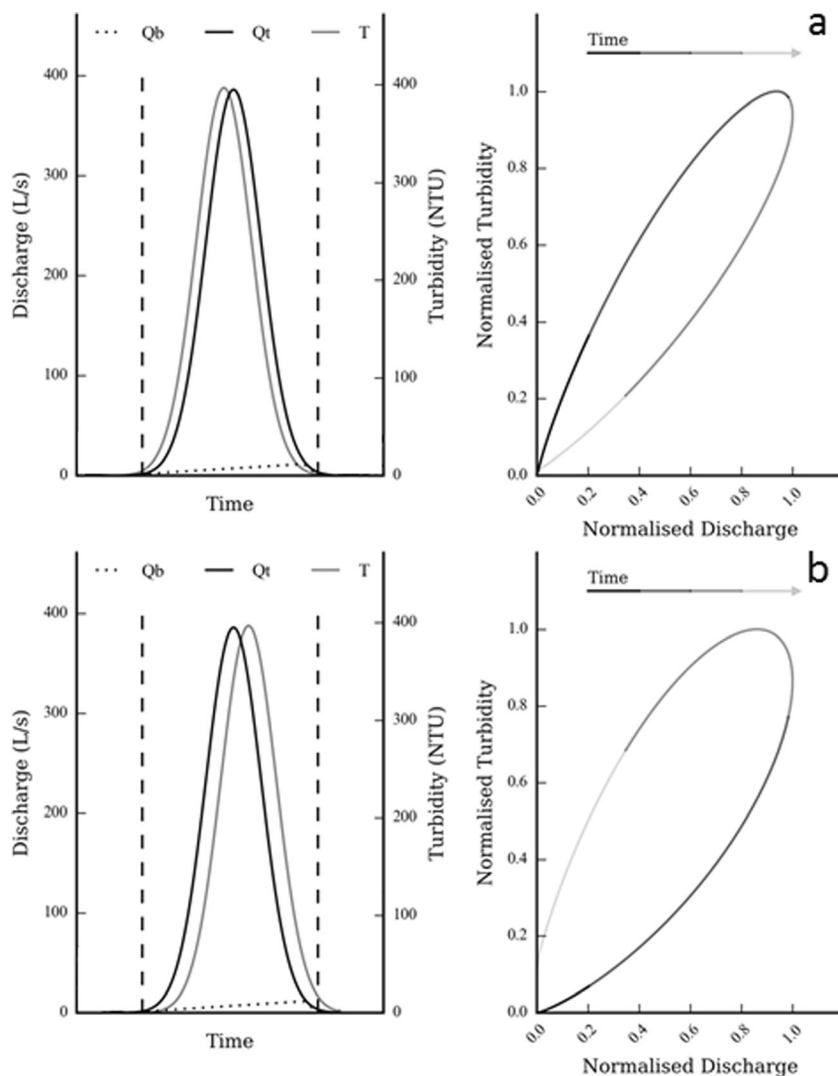 a
Qb Qt T
Time
400
300
200
100
0
Discharge (L/s)
400
300
200
100
0
Turbidity (NTU)
Time
1.0
0.8
0.6
0.4
0.2
0.0
Normalised Turbidity
0.0 0.2 0.4 0.6 0.8 1.0
Normalised Discharge
b
Qb Qt T
Time
400
300
200
100
0
Discharge (L/s)
400
300
200
100
0
Turbidity (NTU)
Time
1.0
0.8
0.6
0.4
0.2
0.0
Normalised Turbidity
0.0 0.2 0.4 0.6 0.8 1.0
Normalised Discharge